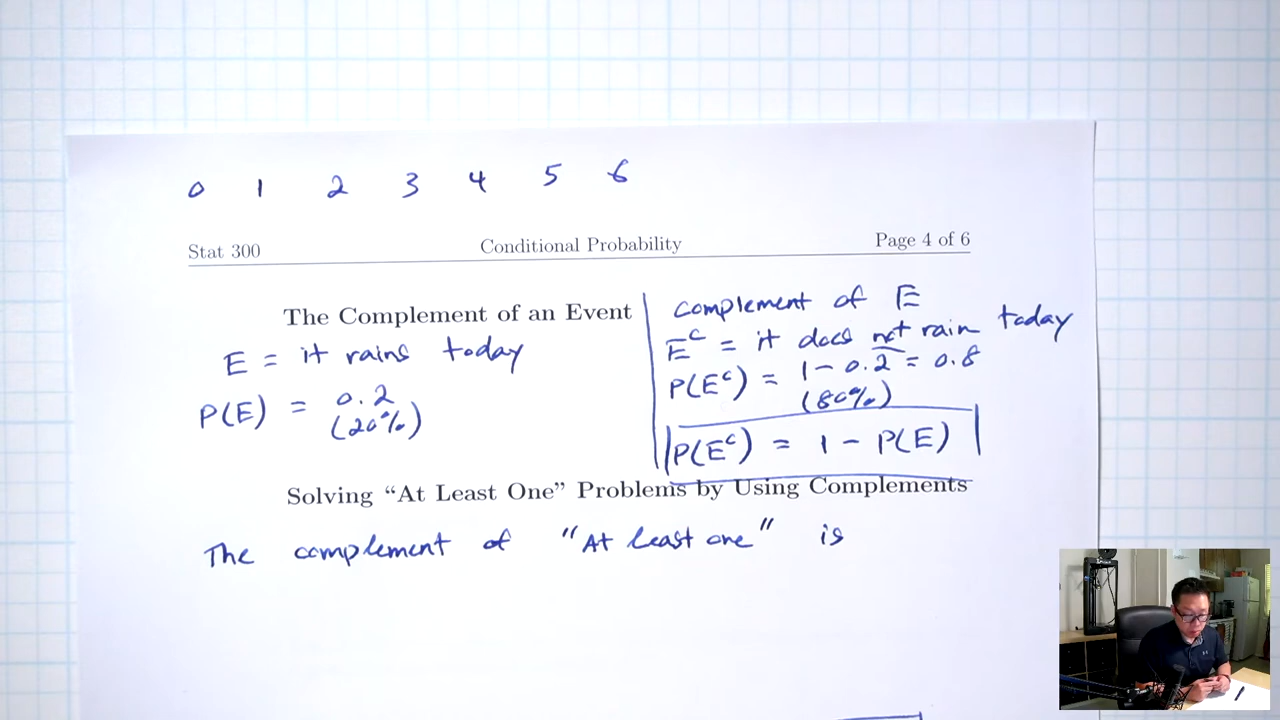 0 1 2 3 4 5 6
Stat 300 Conditional Probability Page 4 of 6
The Complement of an Event
E = it rains today
P(E) = 0.2
(20%)
complement of E
E^c = it does not rain today
P(E^c) = 1 - 0.2 = 0.8
(80%)
P(E^c) = 1 - P(E)
Solving “At Least One” Problems by Using Complements
The complement of "At least one" is